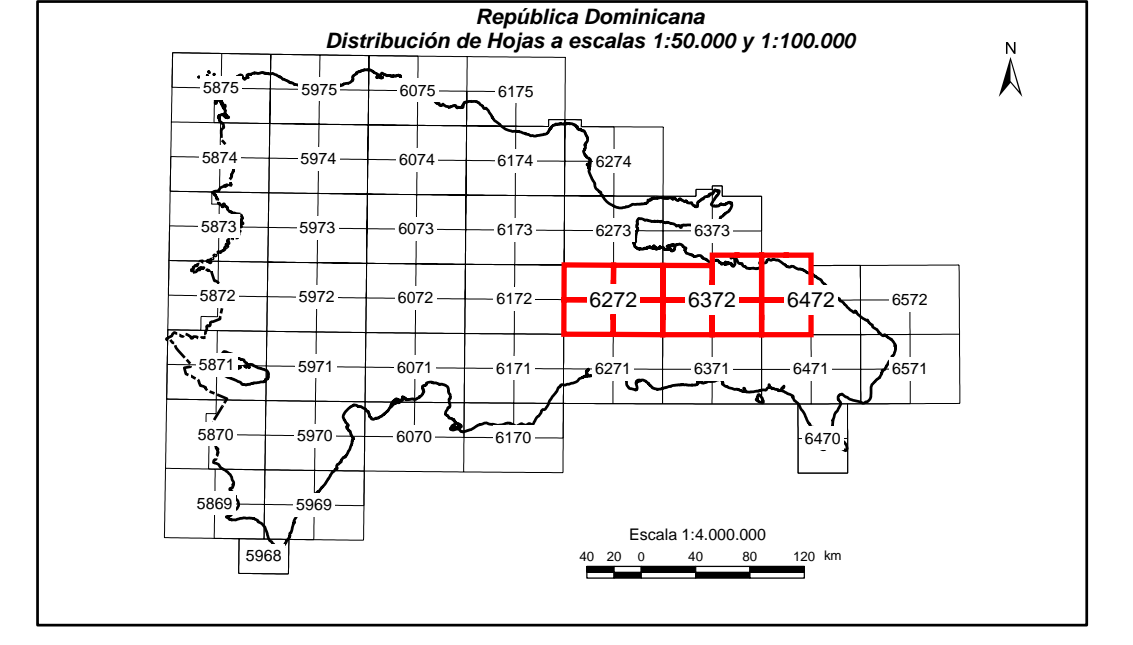 República Dominicana
Distribución de Hojas a escalas 1:50.000 y 1:100.000
N
5875 5975 6075 6175
5874 5974 6074 6174 6274
5873 5973 6073 6173 6273 6373
5872 5972 6072 6172 6272 6372 6472 6572
5871 5971 6071 6171 6271 6371 6471 6571
5870 5970 6070 6170 6470
5869 5969
5968
Escala 1:4.000.000
40 20 0 40 80 120 km